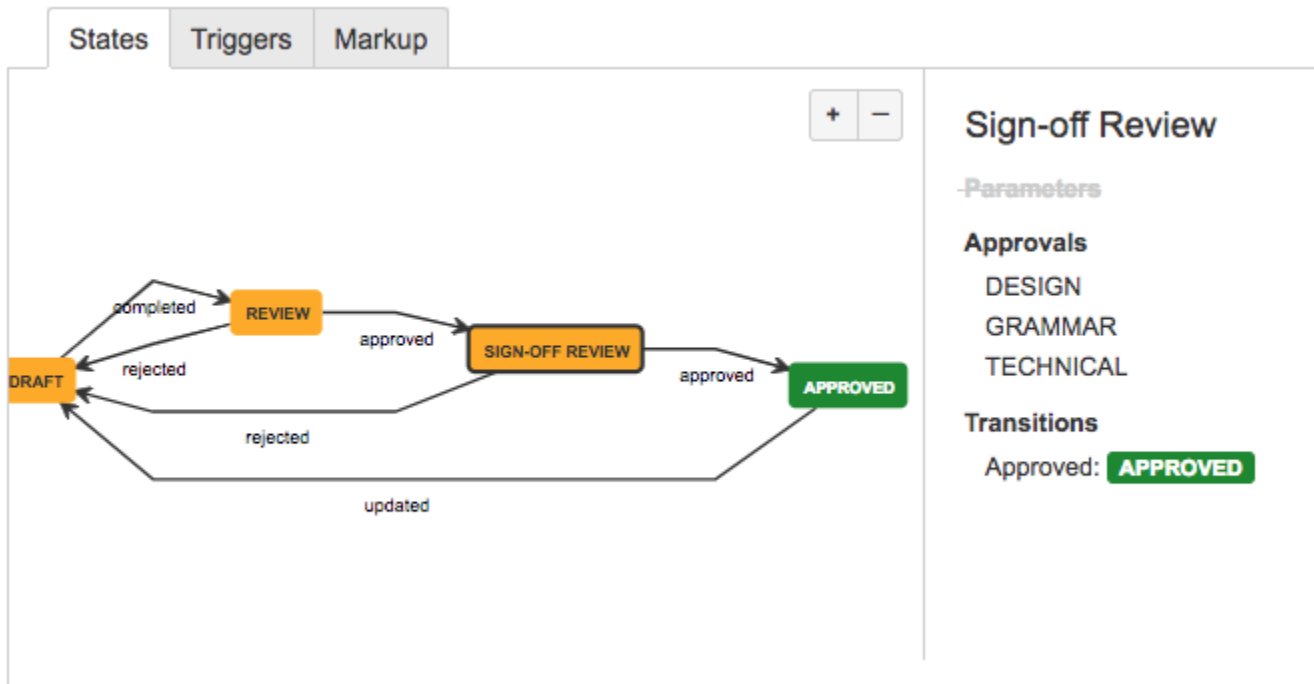 States Triggers Markup
+ –
Sign-off Review
Parameters
Approvals
DESIGN
GRAMMAR
TECHNICAL
Transitions
Approved: APPROVED
completed
REVIEW
approved
rejected
SIGN-OFF REVIEW
DRAFT
approved
APPROVED
rejected
updated